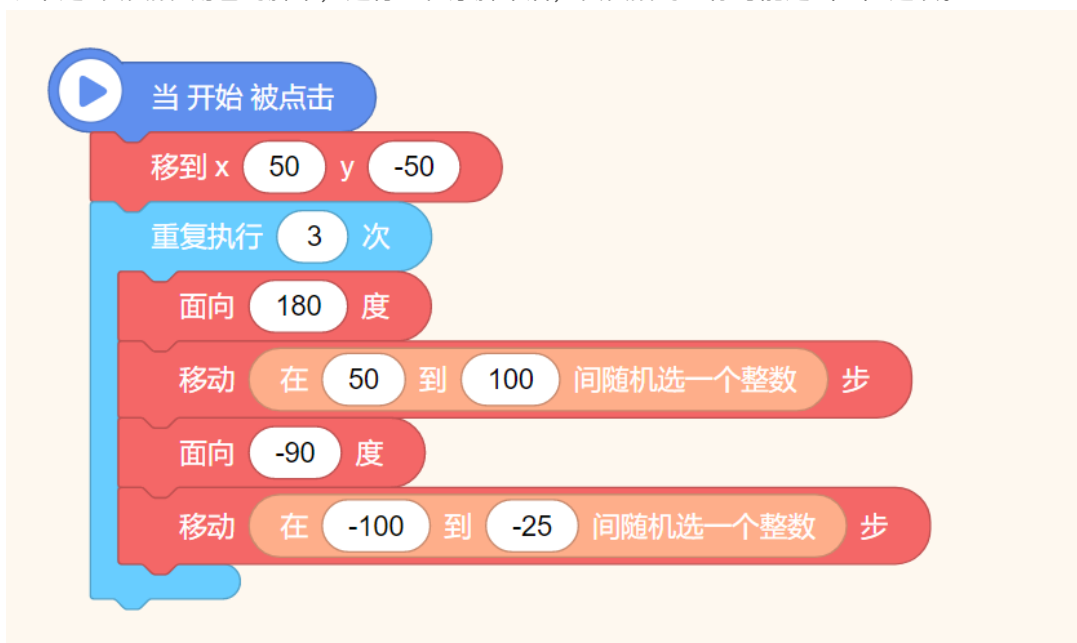 当 开始 被点击
移到 x 50 y -50
重复执行 3 次
面向 180 度
移动 在 50 到 100 间随机选一个整数 步
面向 -90 度
移动 在 -100 到 -25 间随机选一个整数 步